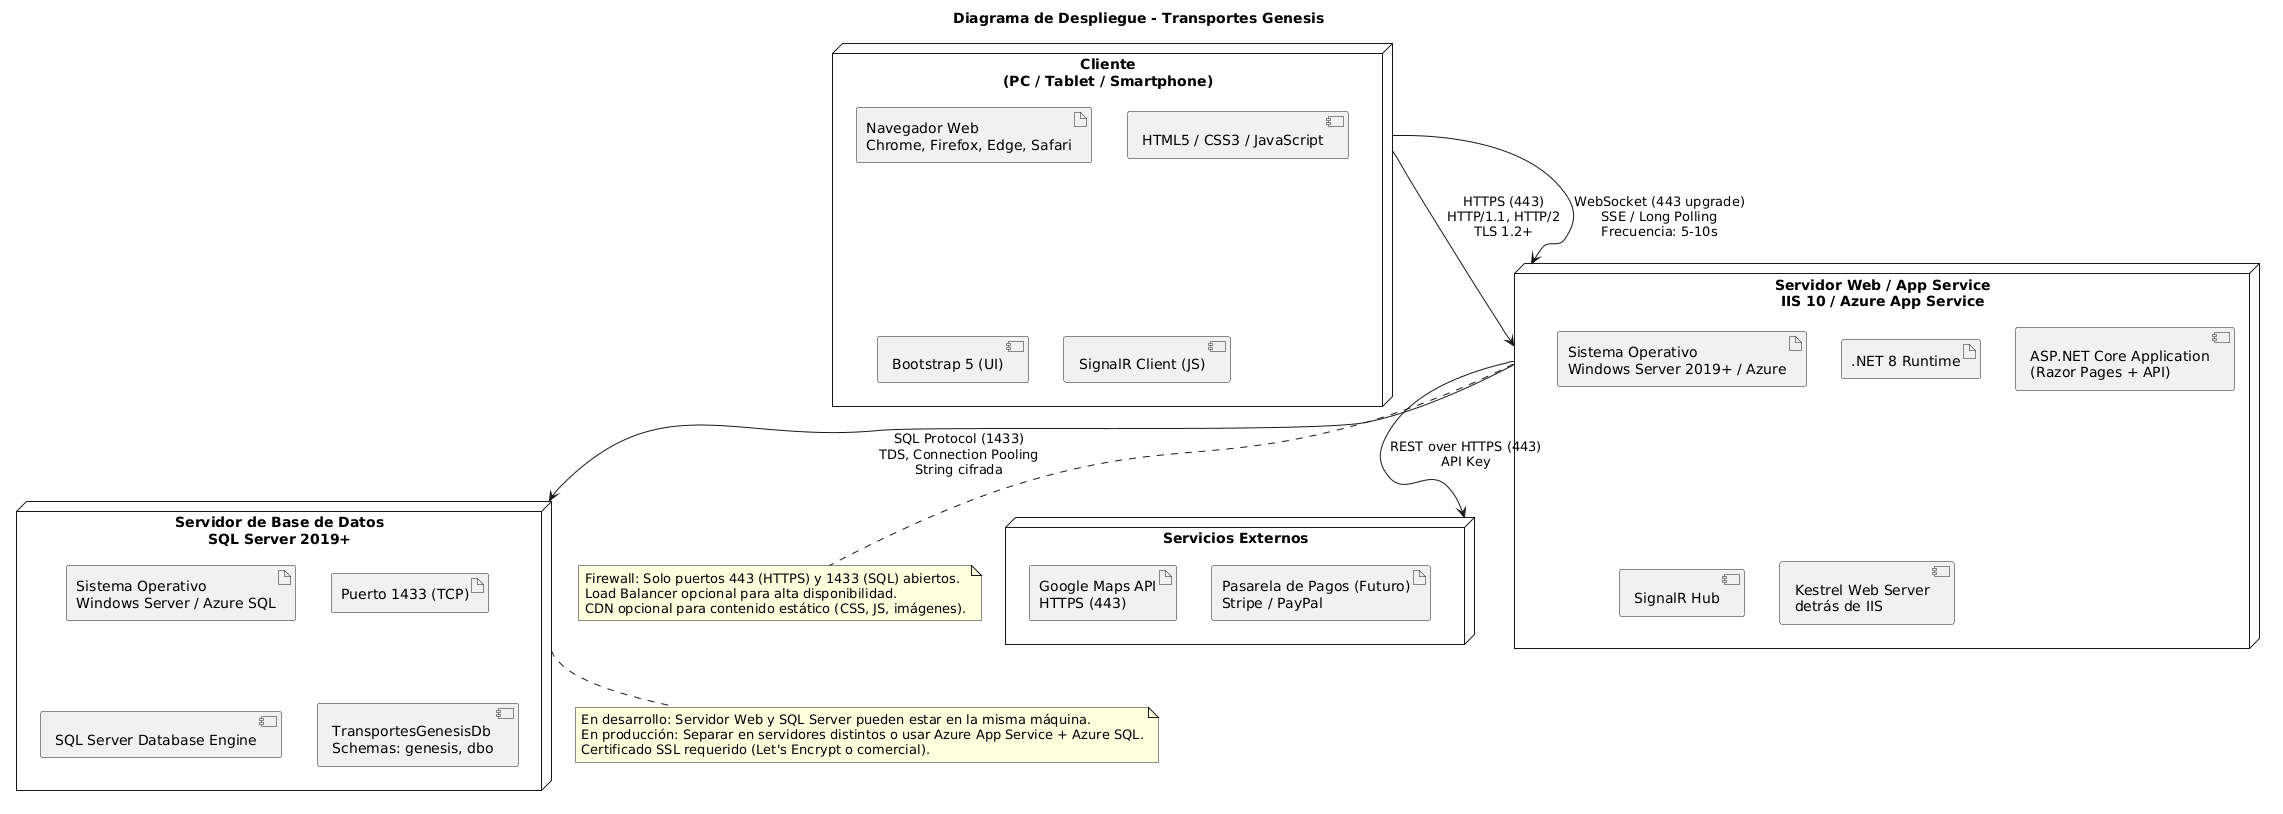 Diagrama de Despliegue - Transportes Genesis
Cliente
(PC / Tablet / Smartphone)
Navegador Web
Chrome, Firefox, Edge, Safari
HTML5 / CSS3 / JavaScript
Bootstrap 5 (UI)
SignalR Client (JS)
HTTPS (443)
HTTP/1.1, HTTP/2
TLS 1.2+
WebSocket (443 upgrade)
SSE / Long Polling
Frecuencia: 5-10s
Servidor Web / App Service
IIS 10 / Azure App Service
Sistema Operativo
Windows Server 2019+ / Azure
.NET 8 Runtime
ASP.NET Core Application
(Razor Pages + API)
SignalR Hub
Kestrel Web Server
detrás de IIS
SQL Protocol (1433)
TDS, Connection Pooling
String cifrada
REST over HTTPS (443)
API Key
Servidor de Base de Datos
SQL Server 2019+
Sistema Operativo
Windows Server / Azure SQL
Puerto 1433 (TCP)
SQL Server Database Engine
TransportesGenesisDb
Schemas: genesis, dbo
Firewall: Solo puertos 443 (HTTPS) y 1433 (SQL) abiertos.
Load Balancer opcional para alta disponibilidad.
CDN opcional para contenido estático (CSS, JS, imágenes).
Servicios Externos
Google Maps API
HTTPS (443)
Pasarela de Pagos (Futuro)
Stripe / PayPal
En desarrollo: Servidor Web y SQL Server pueden estar en la misma máquina.
En producción: Separar en servidores distintos o usar Azure App Service + Azure SQL.
Certificado SSL requerido (Let's Encrypt o comercial).